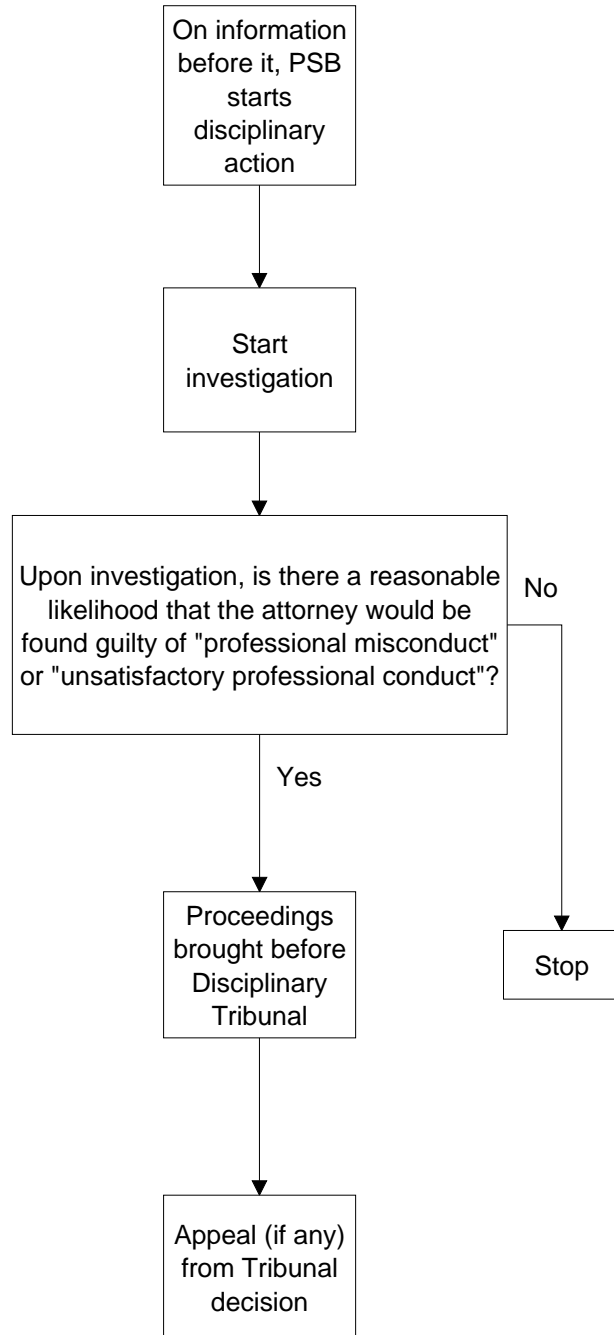 On information
before it, PSB
starts
disciplinary
action
Start
investigation
Upon investigation, is there a reasonable
likelihood that the attorney would be
found guilty of "professional misconduct"
or "unsatisfactory professional conduct"?
No
Yes
Proceedings
brought before
Disciplinary
Tribunal
Stop
Appeal (if any)
from Tribunal
decision